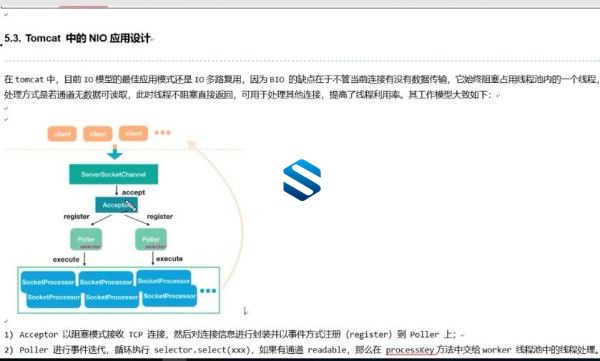 5.3. Tomcat 中的 NIO 应用设计
在 tomcat 中，目前 IO 模型的最佳应用模式还是 IO 多路复用，因为 BIO 的缺点在于不管当前连接有没有数据传输，它始终阻塞占用线程池内的一个线程，
处理方式是若通道无数据可读取，此时线程不阻塞直接返回，可用于处理其他连接，提高了线程利用率。其工作模型大致如下：
client client client
ServerSocketChannel
accept
Acceptor
register register
Poller Poller
selector selector
execute execute
SocketProcessor SocketProcessor SocketProcessor
SocketProcessor SocketProcessor SocketProcessor
1) Acceptor 以阻塞模式接收 TCP 连接，然后对连接信息进行封装并以事件方式注册（register）到 Poller 上；
2) Poller 进行事件迭代，循环执行 selector.select(xxx)，如果有通道 readable，那么在 processKey 方法中交给 worker 线程池中的线程处理。